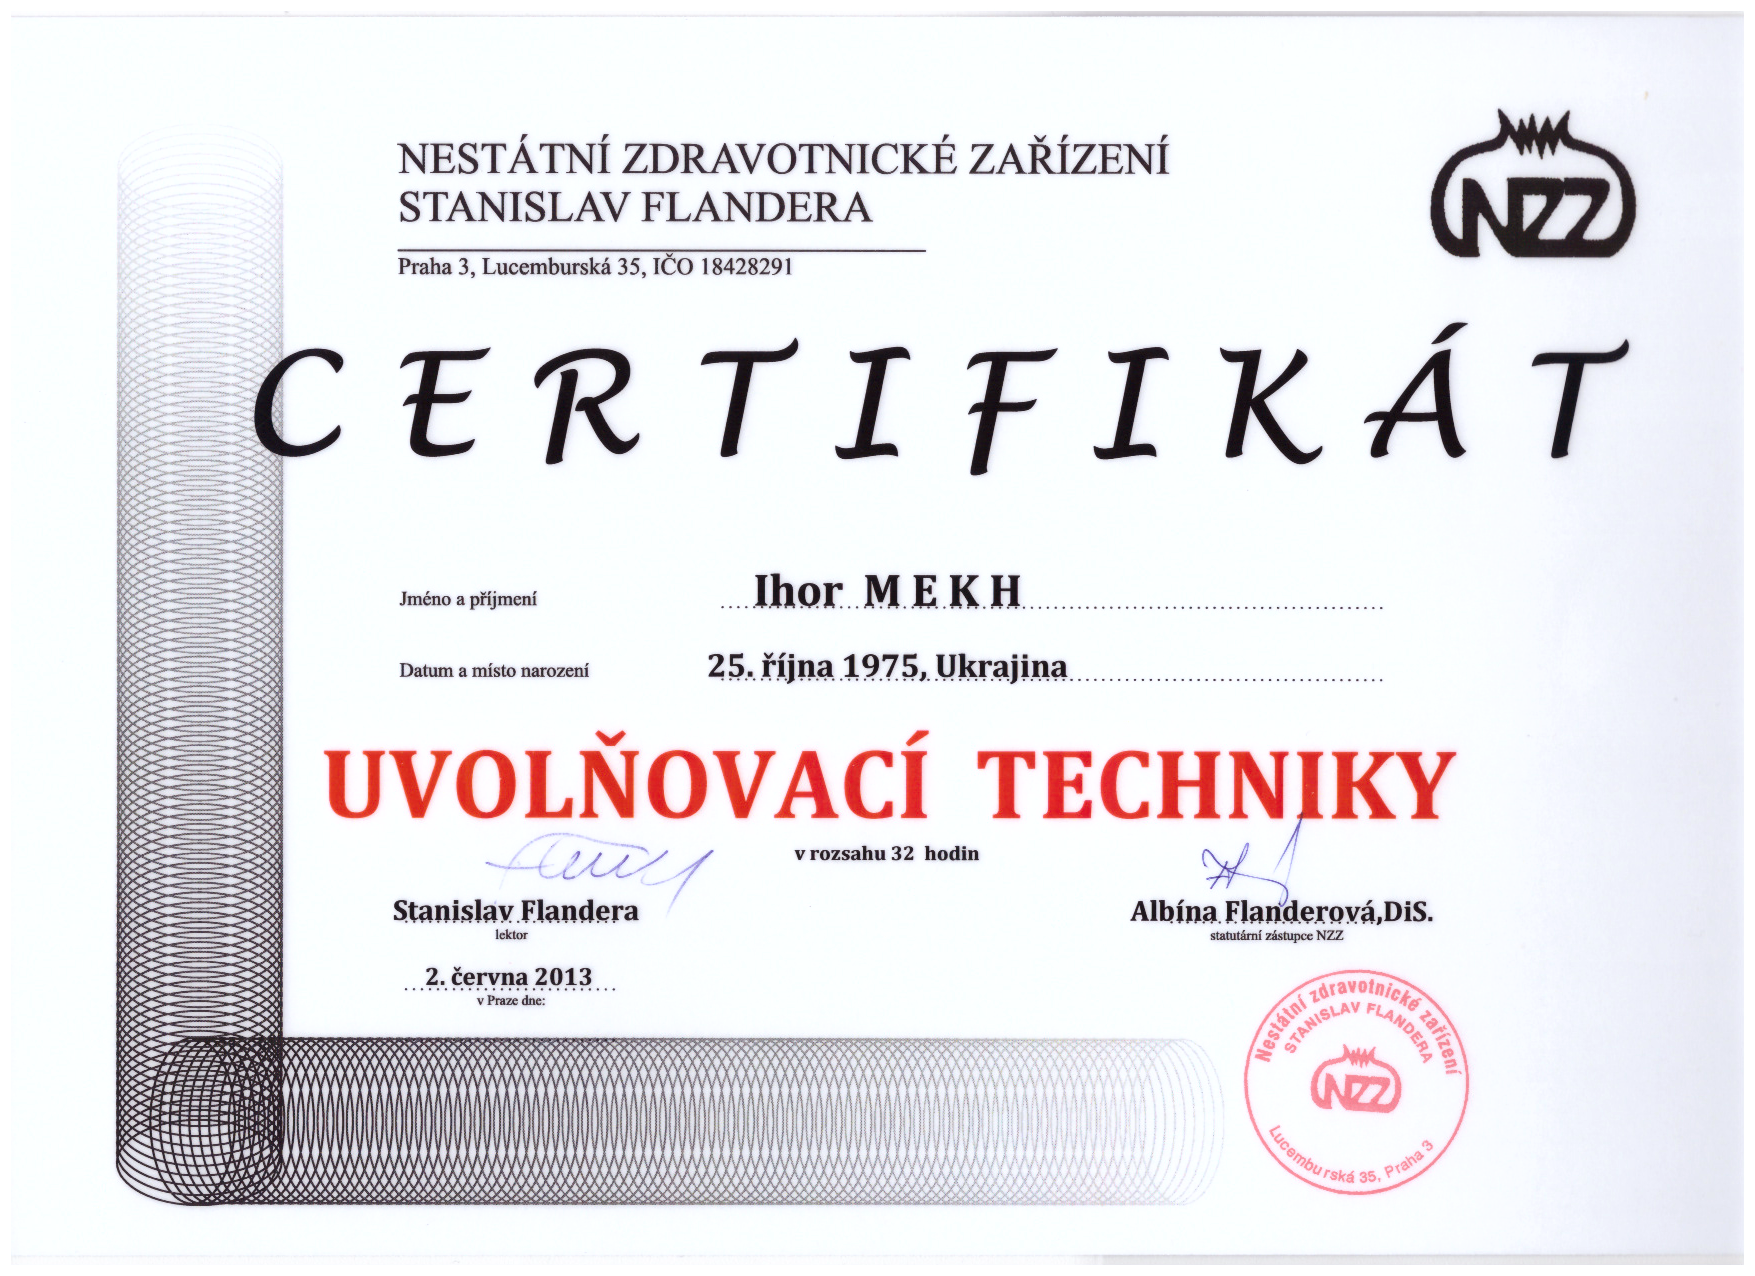 NESTÁTNÍ ZDRAVOTNICKÉ ZAŘÍZENÍ
STANISLAV FLANDERA
NZZ
Praha 3, Lucemburská 35, IČO 18428291
CERTIFIKÁT
Jméno a příjmení Ihor MEKH
Datum a místo narození 25. října 1975, Ukrajina
UVOLŇOVACÍ TECHNIKY
v rozsahu 32 hodin
Stanislav Flandera Albína Flanderová,DiS.
lektor statutární zástupce NZZ
2. června 2013
v Praze dne:
Nestátní zdravotnické zařízení
STANISLAV FLANDERA
NZZ
Lucemburská 35, Praha 3